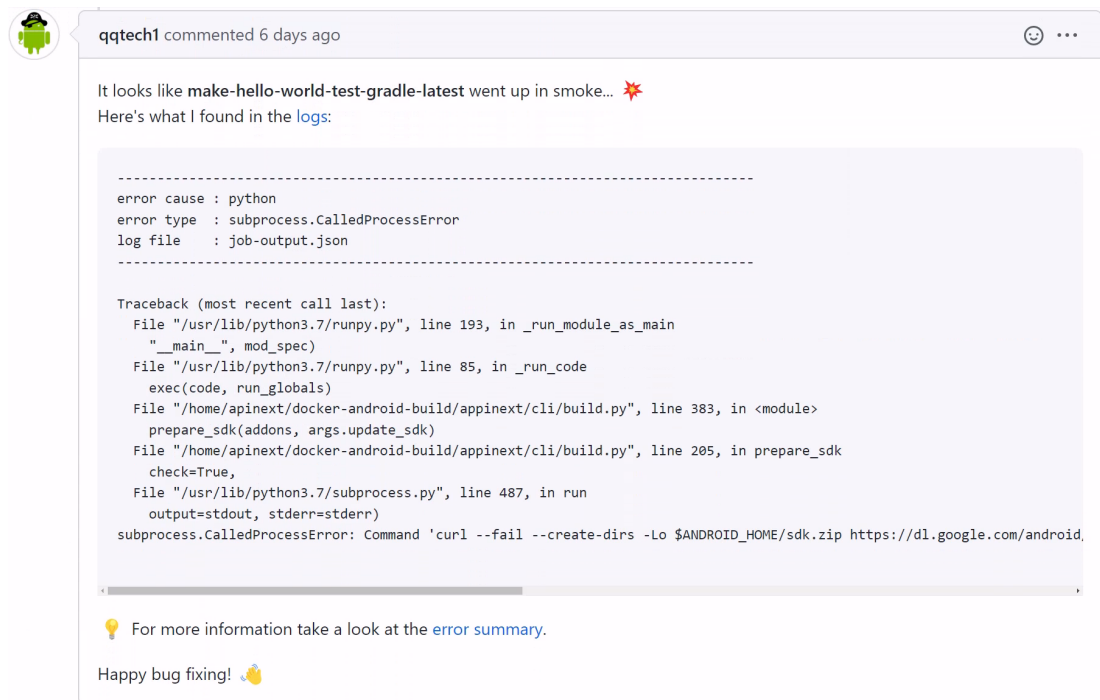 qqtech1 commented 6 days ago
It looks like make-hello-world-test-gradle-latest went up in smoke... 💥
Here's what I found in the logs:
--------------------------------------------------------------------------------
error cause : python
error type  : subprocess.CalledProcessError
log file    : job-output.json
--------------------------------------------------------------------------------
Traceback (most recent call last):
  File "/usr/lib/python3.7/runpy.py", line 193, in _run_module_as_main
    "__main__", mod_spec)
  File "/usr/lib/python3.7/runpy.py", line 85, in _run_code
    exec(code, run_globals)
  File "/home/apinext/docker-android-build/appinext/cli/build.py", line 383, in <module>
    prepare_sdk(addons, args.update_sdk)
  File "/home/apinext/docker-android-build/appinext/cli/build.py", line 205, in prepare_sdk
    check=True,
  File "/usr/lib/python3.7/subprocess.py", line 487, in run
    output=stdout, stderr=stderr)
subprocess.CalledProcessError: Command 'curl --fail --create-dirs -Lo $ANDROID_HOME/sdk.zip https://dl.google.com/android/
💡 For more information take a look at the error summary.
Happy bug fixing! 👋